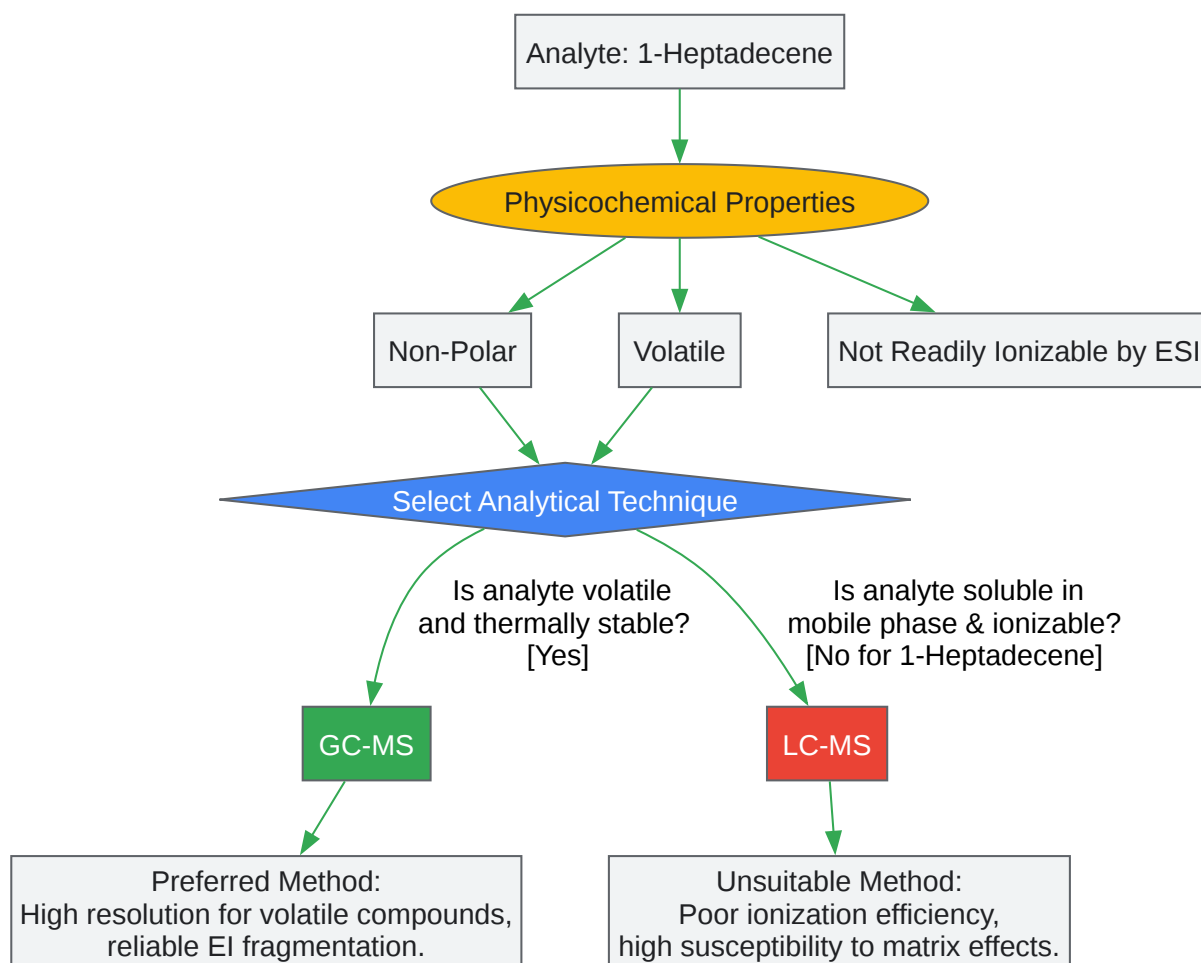 Analyte: 1-Heptadecene
Physicochemical Properties
Non-Polar
Volatile
Not Readily Ionizable by ESI
Select Analytical Technique
Is analyte volatile
and thermally stable?
[Yes]
Is analyte soluble in
mobile phase & ionizable?
[No for 1-Heptadecene]
GC-MS
LC-MS
Preferred Method:
High resolution for volatile compounds,
reliable EI fragmentation.
Unsuitable Method:
Poor ionization efficiency,
high susceptibility to matrix effects.